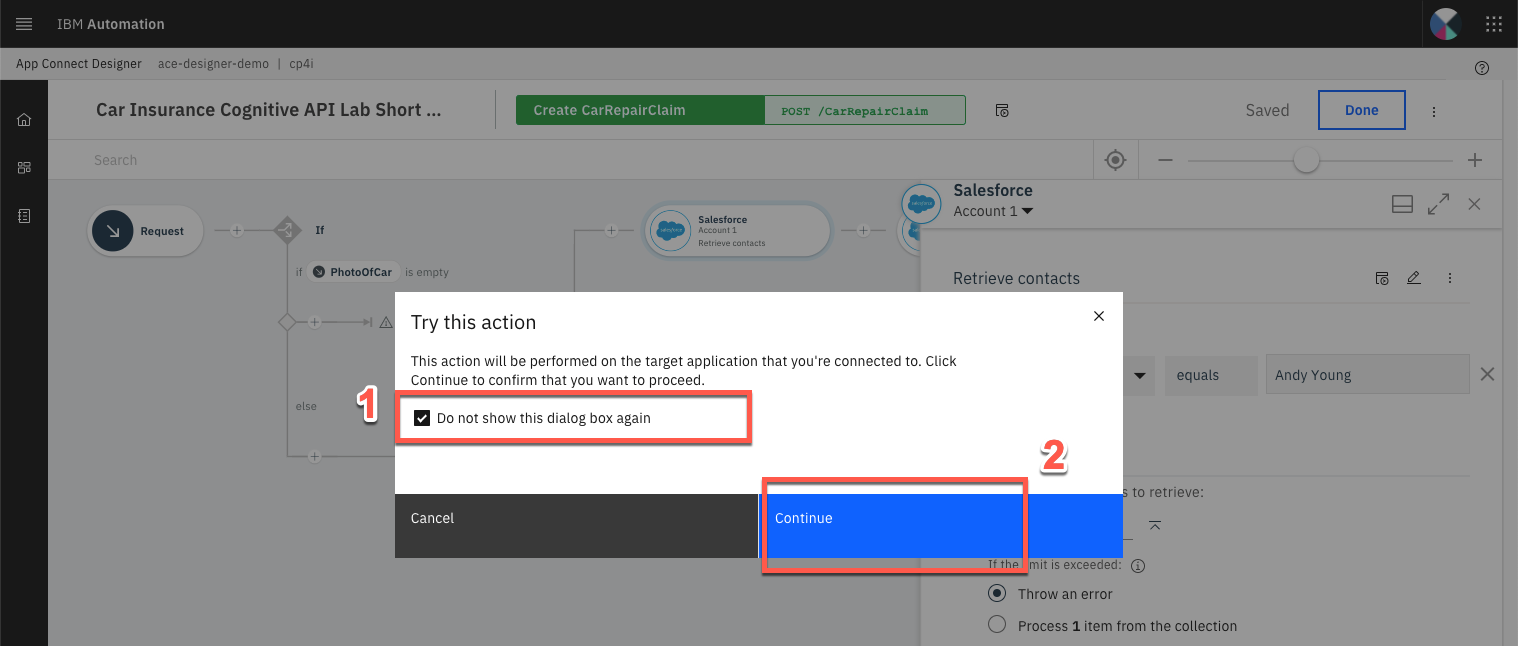 IBM Automation
App Connect Designer ace-designer-demo | cp4i
Car Insurance Cognitive API Lab Short ...
Create CarRepairClaim
POST /CarRepairClaim
Saved
Done
Search
Salesforce
Account 1
Request
If
Salesforce
Account 1
Retrieve contacts
if PhotoOfCar is empty
Retrieve contacts
Try this action
This action will be performed on the target application that you're connected to. Click
Continue to confirm that you want to proceed.
equals
Andy Young
1
Do not show this dialog box again
else
2
s to retrieve:
Cancel
Continue
If the limit is exceeded:
Throw an error
Process 1 item from the collection